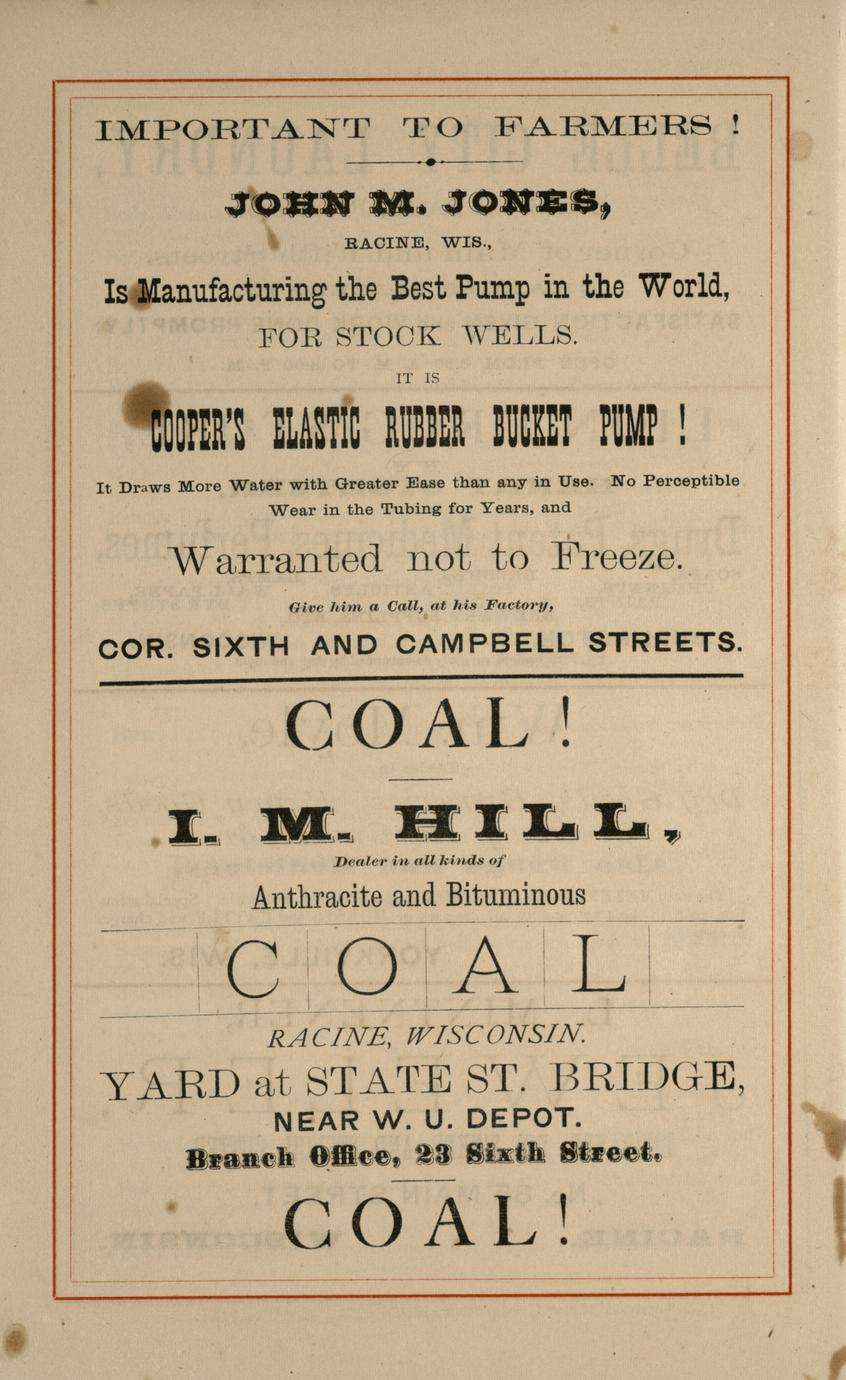 IMPORTANT TO FARMERS !
JOHN M. JONES,
RACINE, WIS.,
Is Manufacturing the Best Pump in the World,
FOR STOCK WELLS.
IT IS
COOPER'S ELASTIC RUBBER BUCKET PUMP !
It Draws More Water with Greater Ease than any in Use. No Perceptible
Wear in the Tubing for Years, and
Warranted not to Freeze.
Give him a Call, at his Factory,
COR. SIXTH AND CAMPBELL STREETS.
COAL !
I. M. HILL,
Dealer in all kinds of
Anthracite and Bituminous
COAL
RACINE, WISCONSIN.
YARD at STATE ST. BRIDGE,
NEAR W. U. DEPOT.
Branch Office, 23 Sixth Street.
COAL !